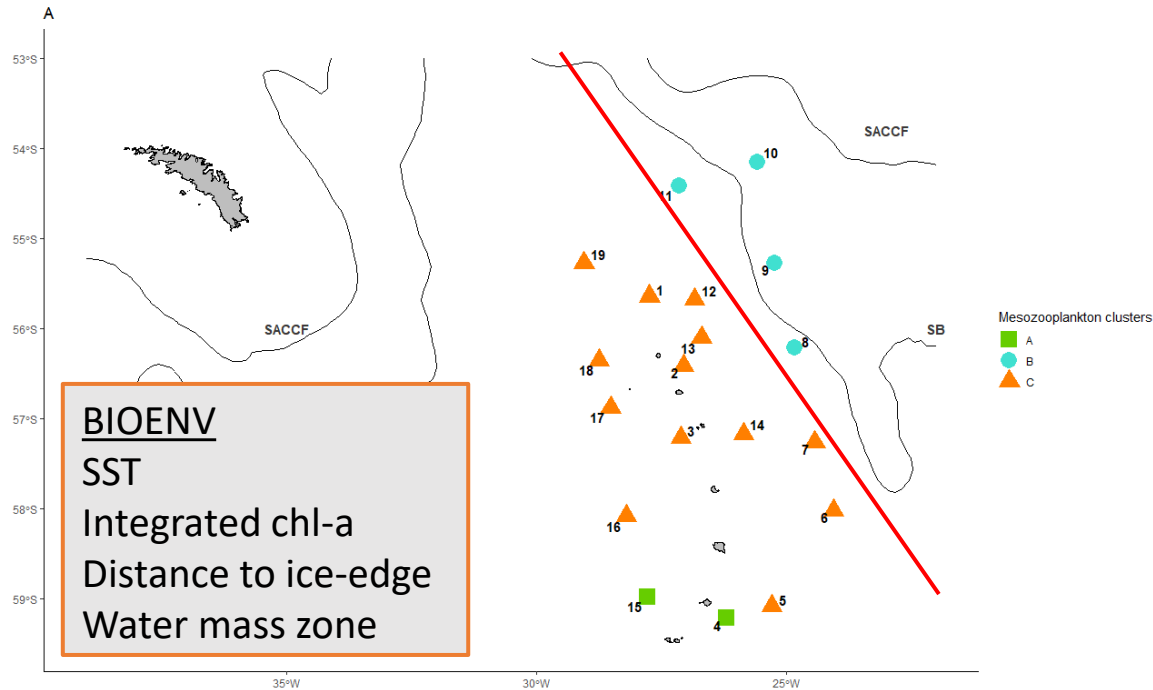 A
53°S
54°S
55°S
56°S
57°S
58°S
59°S
35°W
30°W
25°W
SACCF
SACCF
SB
10
11
9
19
1
12
13
8
18
2
17
3
14
7
16
6
15
4
5
Mesozooplankton clusters
A
B
C
BIOENV
SST
Integrated chl-a
Distance to ice-edge
Water mass zone